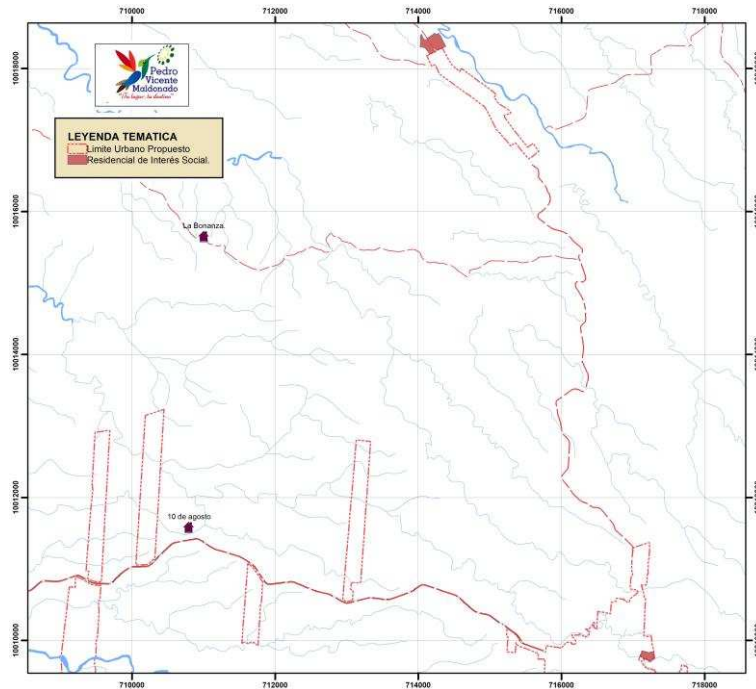 710000 712000 714000 716000 718000
10018000
Pedro
Vicente
Maldonado
LEYENDA TEMATICA
Limite Urbano Propuesto
Residencial de Interés Social.
10016000
La Bonanza.
10014000
10012000
10 de agosto
10010000
710000 712000 714000 716000 718000